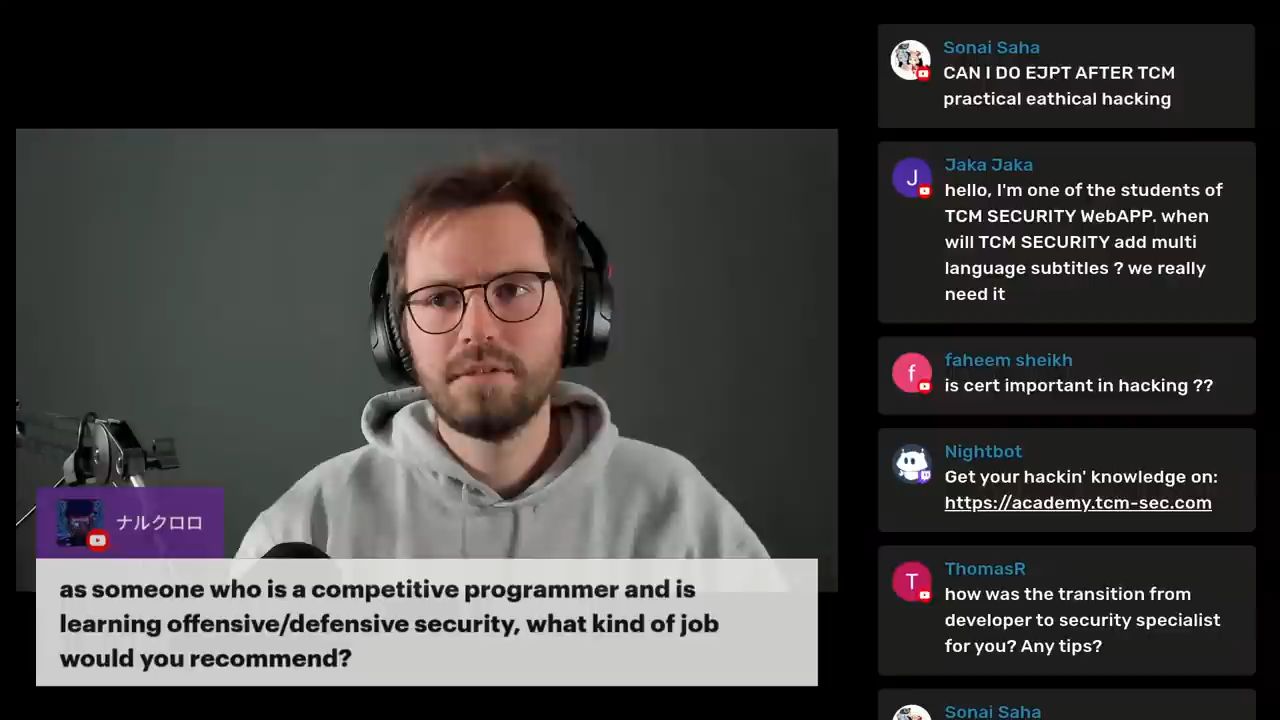 ナルクロロ
as someone who is a competitive programmer and is
learning offensive/defensive security, what kind of job
would you recommend?
Sonai Saha
CAN I DO EJPT AFTER TCM
practical eathical hacking
J
Jaka Jaka
hello, I'm one of the students of
TCM SECURITY WebAPP. when
will TCM SECURITY add multi
language subtitles ? we really
need it
f
faheem sheikh
is cert important in hacking ??
Nightbot
Get your hackin' knowledge on:
https://academy.tcm-sec.com
T
ThomasR
how was the transition from
developer to security specialist
for you? Any tips?
Sonai Saha